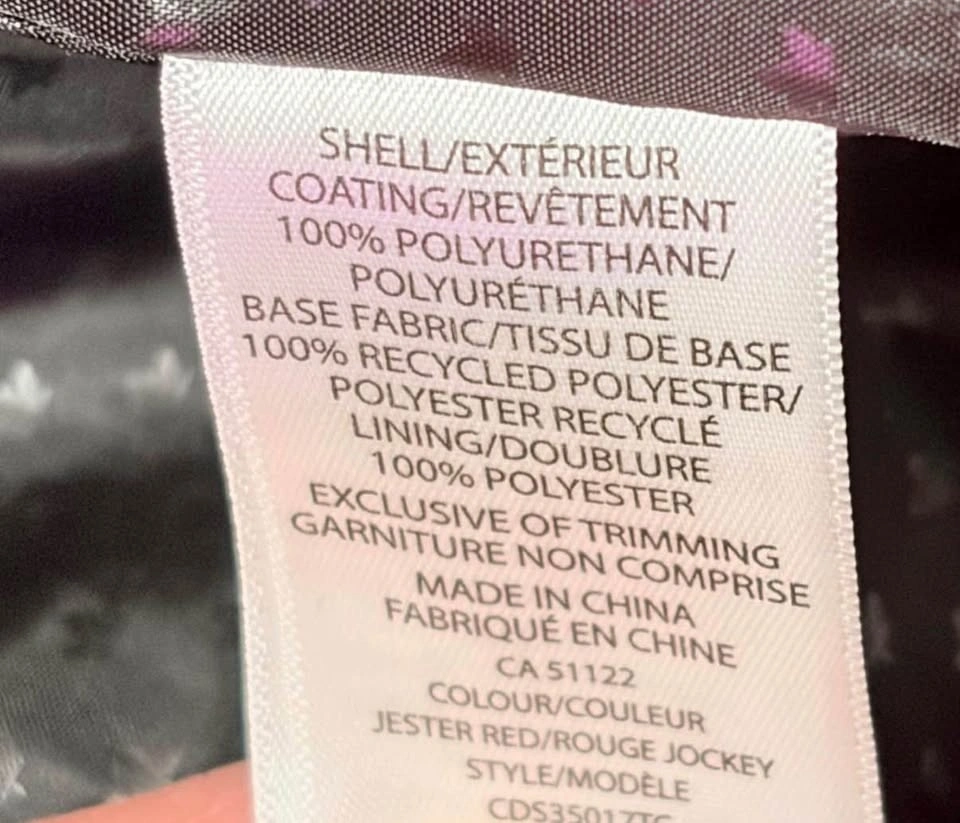 SHELL/EXTÉRIEUR
COATING/REVÊTEMENT
100% POLYURETHANE/
POLYURÉTHANE
BASE FABRIC/TISSU DE BASE
100% RECYCLED POLYESTER/
POLYESTER RECYCLÉ
LINING/DOUBLURE
100% POLYESTER
EXCLUSIVE OF TRIMMING
GARNITURE NON COMPRISE
MADE IN CHINA
FABRIQUÉ EN CHINE
CA 51122
COLOUR/COULEUR
JESTER RED/ROUGE JOCKEY
STYLE/MODÈLE